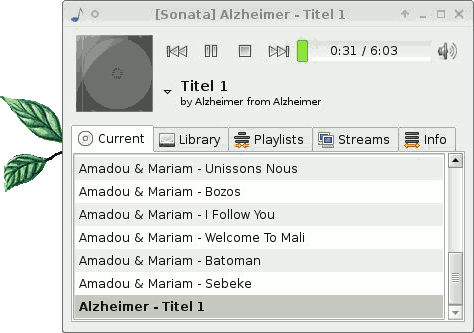 [Sonata] Alzheimer - Titel 1
0:31 / 6:03
Titel 1
by Alzheimer from Alzheimer
Current Library Playlists Streams Info
Amadou & Mariam - Unissons Nous
Amadou & Mariam - Bozos
Amadou & Mariam - I Follow You
Amadou & Mariam - Welcome To Mali
Amadou & Mariam - Batoman
Amadou & Mariam - Sebeke
Alzheimer - Titel 1